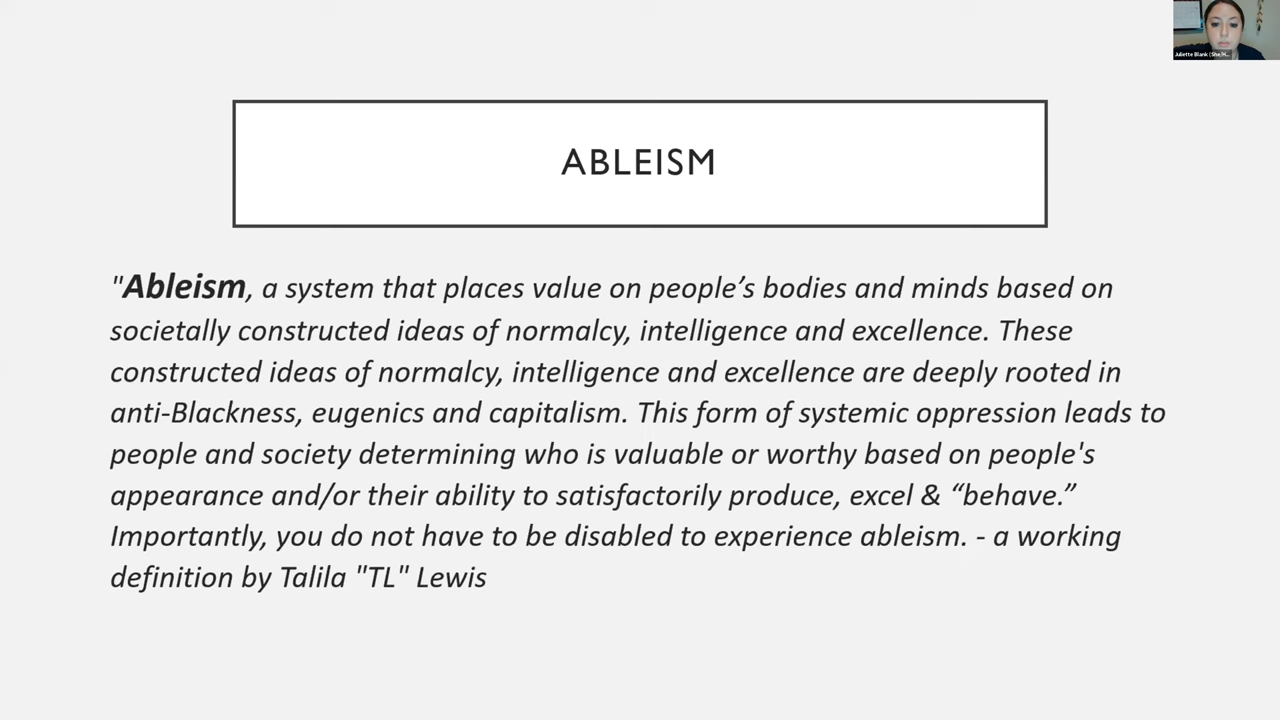 Juliette Blank (She/H...
ABLEISM
"Ableism, a system that places value on people’s bodies and minds based on
societally constructed ideas of normalcy, intelligence and excellence. These
constructed ideas of normalcy, intelligence and excellence are deeply rooted in
anti-Blackness, eugenics and capitalism. This form of systemic oppression leads to
people and society determining who is valuable or worthy based on people's
appearance and/or their ability to satisfactorily produce, excel & “behave.”
Importantly, you do not have to be disabled to experience ableism. - a working
definition by Talila "TL" Lewis